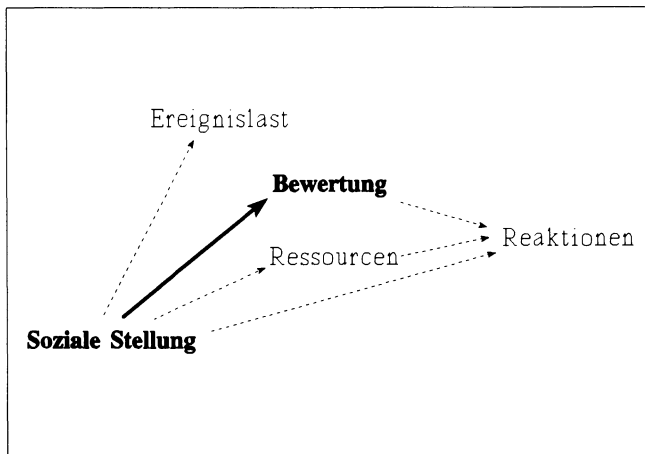 Ereignislast
Bewertung
Reaktionen
Ressourcen
Soziale Stellung